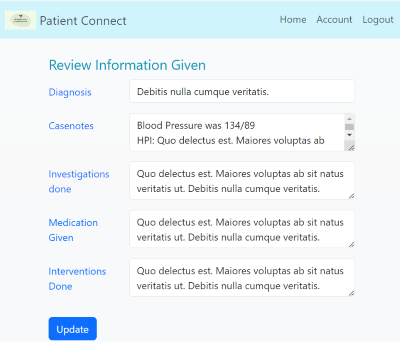 Patient Connect
Home Account Logout
Review Information Given
Diagnosis
Debitis nulla cumque veritatis.
Casenotes
Blood Pressure was 134/89
HPI: Quo delectus est. Maiores voluptas ab
Investigations
done
Quo delectus est. Maiores voluptas ab sit natus
veritatis ut. Debitis nulla cumque veritatis.
Medication
Given
Quo delectus est. Maiores voluptas ab sit natus
veritatis ut. Debitis nulla cumque veritatis.
Interventions
Done
Quo delectus est. Maiores voluptas ab sit natus
veritatis ut. Debitis nulla cumque veritatis.
Update